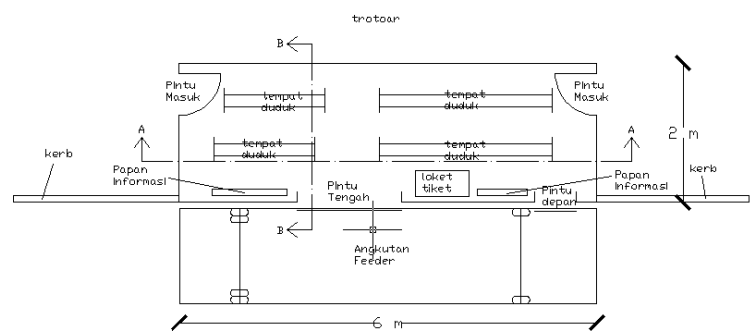 trotoar
B
Pintu
Masuk
tempat
duduk
tempat
duduk
Pintu
Masuk
A
A
2 m
kerb
tempat
duduk
tempat
duduk
Papan
Informasi
Pintu
Tengah
loket
tiket
Papan
Informasi
kerb
Pintu
depan
B
Angkutan
Feeder
6 m